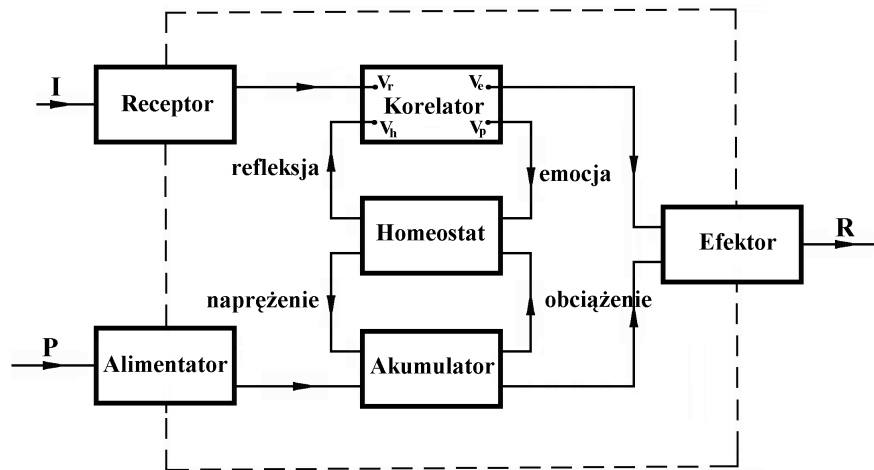 I
Receptor
Vr
Ve
Korelator
Vh
Vp
refleksja
emocja
Homeostat
Efektor
R
naprężenie
obciążenie
P
Alimentator
Akumulator